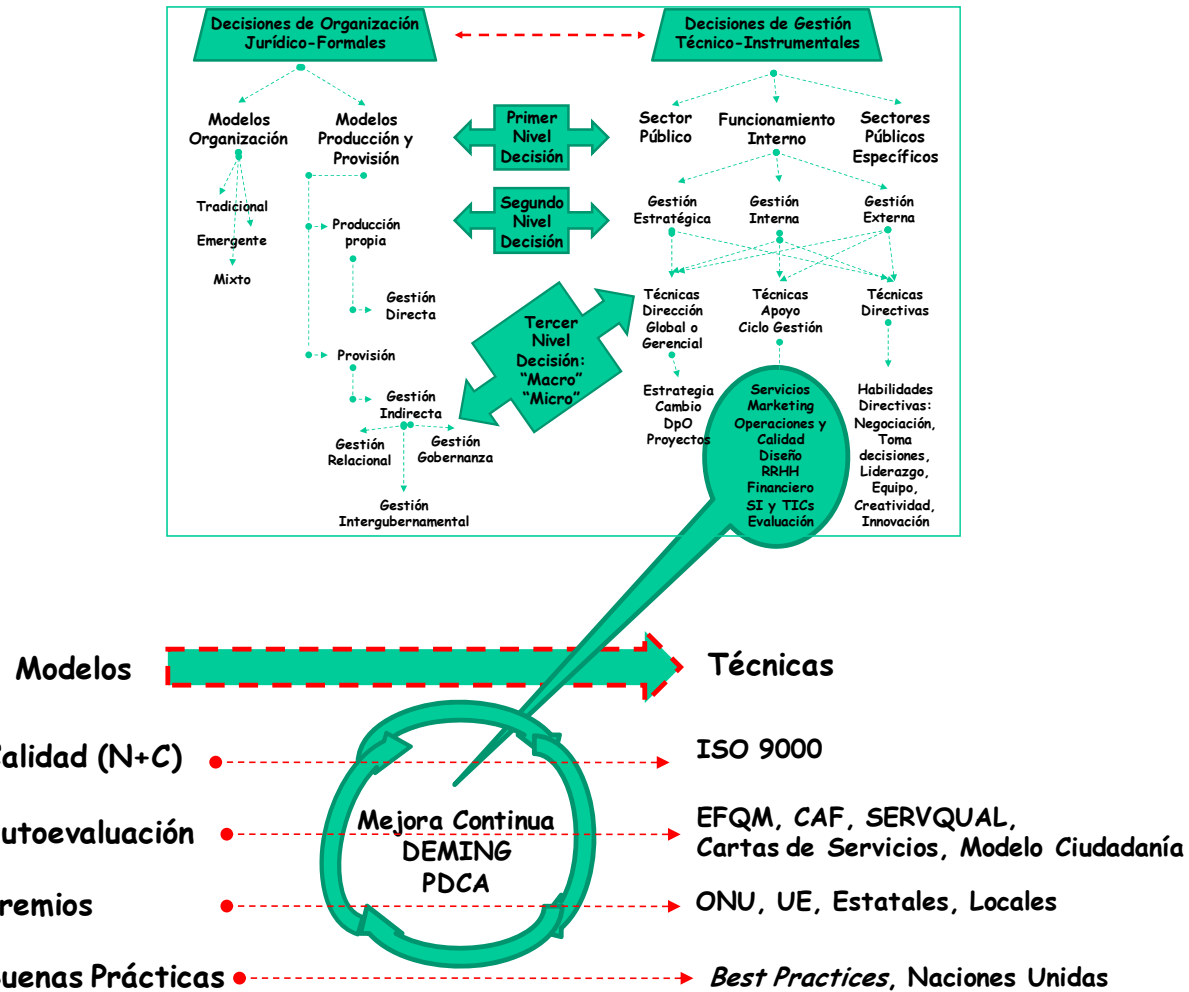 Decisiones de Organización
Jurídico-Formales
Decisiones de Gestión
Técnico-Instrumentales
Modelos
Organización
Modelos
Producción y
Provisión
Primer
Nivel
Decisión
Sector
Público
Funcionamiento
Interno
Sectores
Públicos
Específicos
Tradicional
Emergente
Mixto
Producción
propia
Segundo
Nivel
Decisión
Gestión
Estratégica
Gestión
Interna
Gestión
Externa
Gestión
Directa
Provisión
Gestión
Indirecta
Gestión
Relacional
Gestión
Gobernanza
Gestión
Intergubernamental
Tercer
Nivel
Decisión:
“Macro”
“Micro”
Técnicas
Dirección
Global o
Gerencial
Técnicas
Apoyo
Ciclo Gestión
Técnicas
Directivas
Estrategia
Cambio
DpO
Proyectos
Servicios
Marketing
Operaciones y
Calidad
Diseño
RRHH
Financiero
SI y TICs
Evaluación
Habilidades
Directivas:
Negociación,
Toma
decisiones,
Liderazgo,
Equipo,
Creatividad,
Innovación
Modelos
Técnicas
alidad (N+C)
ISO 9000
utoevaluación
EFQM, CAF, SERVQUAL,
Cartas de Servicios, Modelo Ciudadanía
Mejora Continua
DEMING
PDCA
remios
ONU, UE, Estatales, Locales
uenas Prácticas
Best Practices, Naciones Unidas